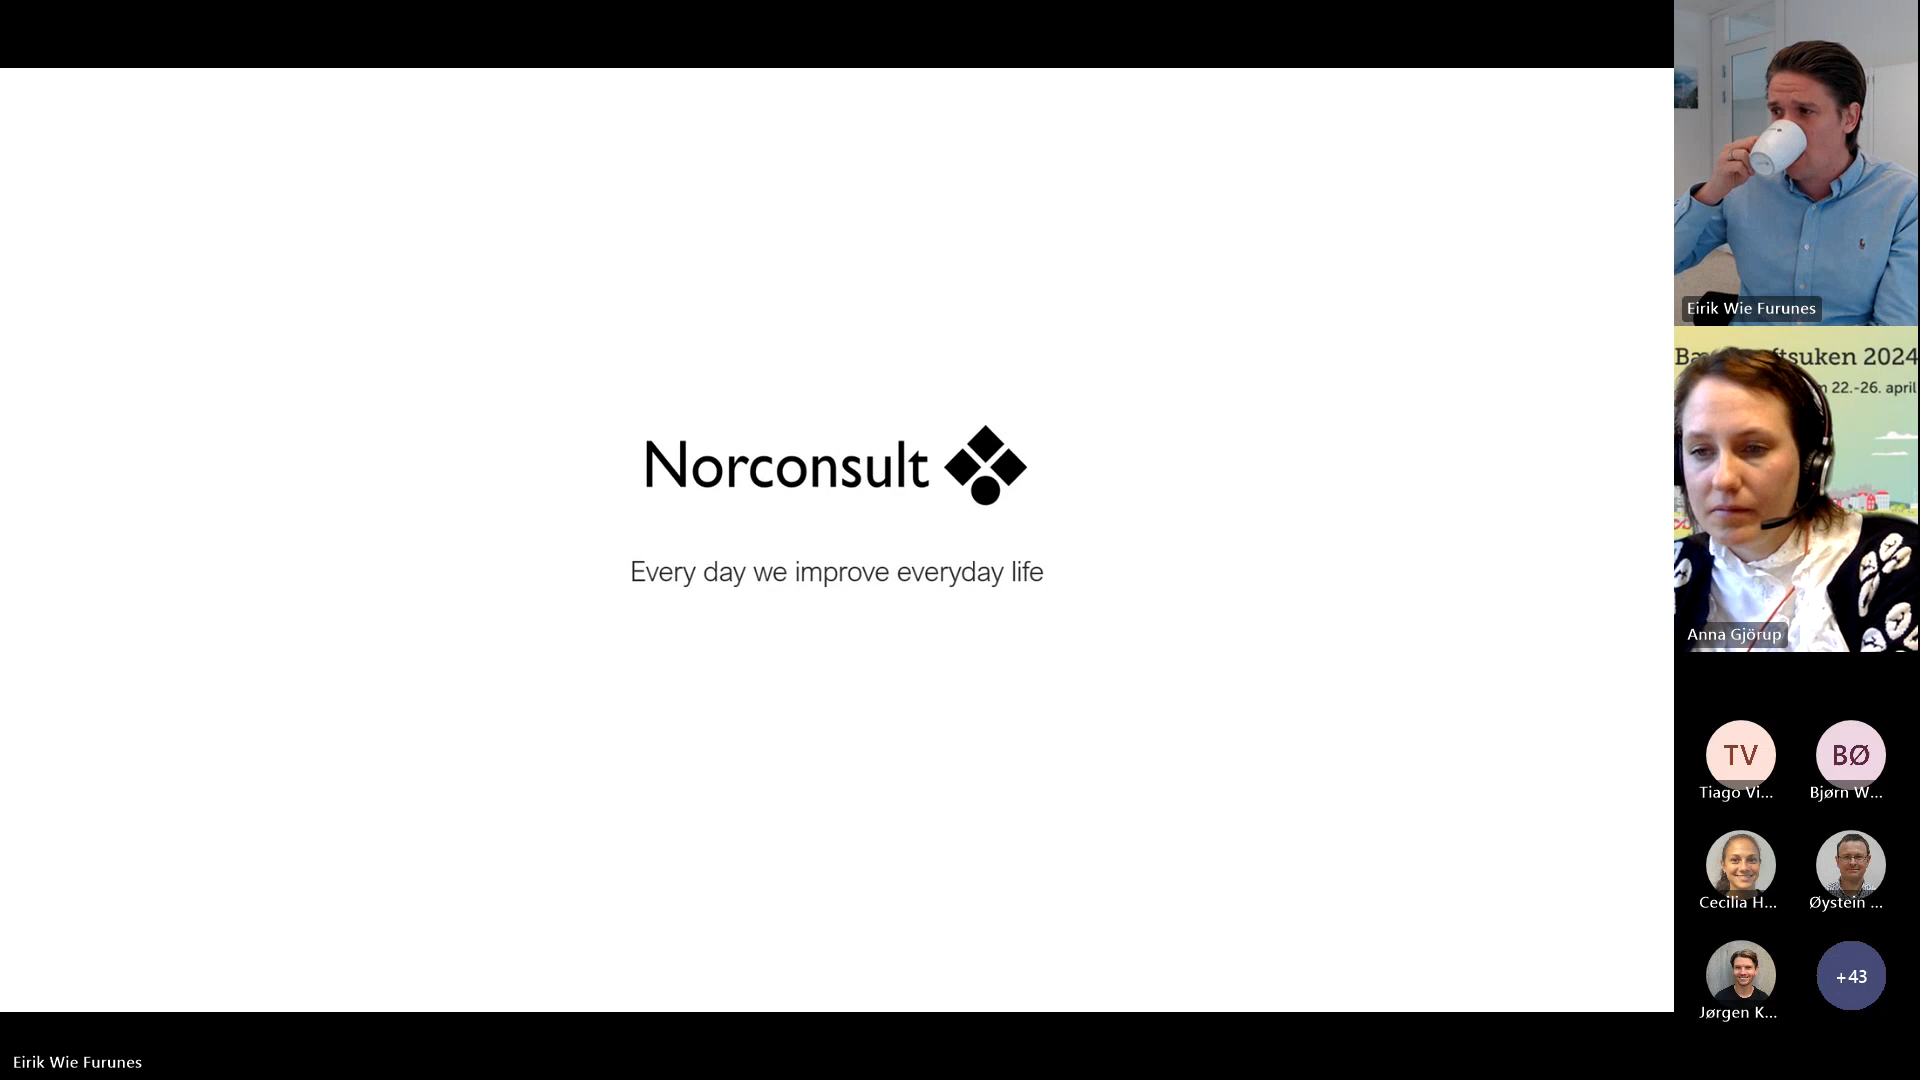 Norconsult
Every day we improve everyday life
Eirik Wie Furunes
tsuken 2024
22.-26. april
Anna Gjörup
TV
BØ
Tiago Vi...
Bjørn W...
Cecilia H...
Øystein ...
+43
Jørgen K...
Eirik Wie Furunes